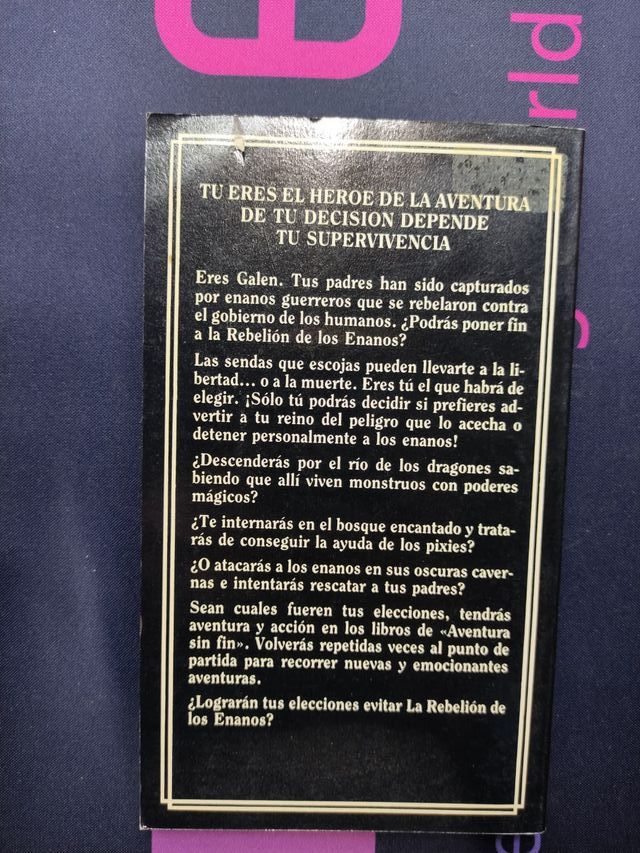 e
rld
TU ERES EL HEROE DE LA AVENTURA
DE TU DECISION DEPENDE
TU SUPERVIVENCIA
Eres Galen. Tus padres han sido capturados
por enanos guerreros que se rebelaron contra
el gobierno de los humanos. ¿Podrás poner fin
a la Rebelión de los Enanos?
Las sendas que escojas pueden llevarte a la li-
bertad... o a la muerte. Eres tú el que habrá de
elegir. ¡Sólo tú podrás decidir si prefieres ad-
vertir a tu reino del peligro que lo acecha o
detener personalmente a los enanos!
¿Descenderás por el río de los dragones sa-
biendo que allí viven monstruos con poderes
mágicos?
¿Te internarás en el bosque encantado y trata-
rás de conseguir la ayuda de los pixies?
¿O atacarás a los enanos en sus oscuras caver-
nas e intentarás rescatar a tus padres?
Sean cuales fueren tus elecciones, tendrás
aventura y acción en los libros de «Aventura
sin fin». Volverás repetidas veces al punto de
partida para recorrer nuevas y emocionantes
aventuras.
¿Lograrán tus elecciones evitar La Rebelión de
los Enanos?